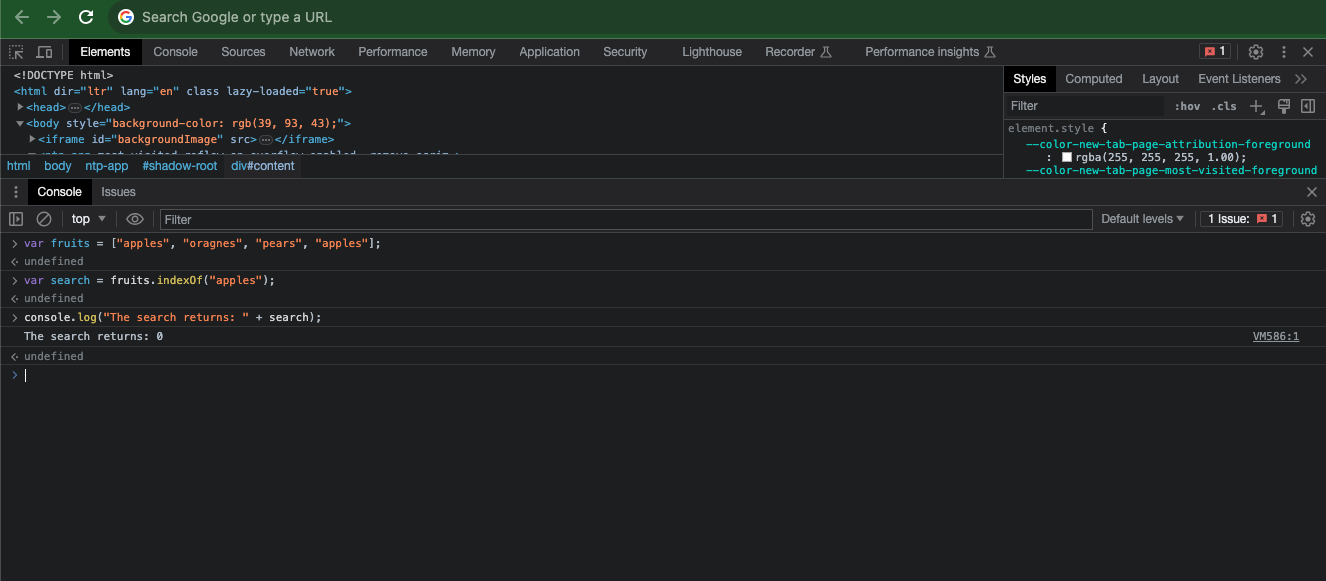 Search Google or type a URL
Elements Console Sources Network Performance Memory Application Security Lighthouse Recorder Performance insights 1
<!DOCTYPE html>
<html dir="ltr" lang="en" class lazy-loaded="true">
<head>…</head>
<body style="background-color: rgb(39, 93, 43);">
<iframe id="backgroundImage" src>…</iframe>
html body ntp-app #shadow-root div#content
Styles Computed Layout Event Listeners
Filter :hov .cls
element.style {
--color-new-tab-page-attribution-foreground
: rgba(255, 255, 255, 1.00);
--color-new-tab-page-most-visited-foreground
Console Issues
top Filter Default levels 1 Issue: 1
> var fruits = ["apples", "oragnes", "pears", "apples"];
undefined
> var search = fruits.indexOf("apples");
undefined
> console.log("The search returns: " + search);
The search returns: 0 VM586:1
undefined
>